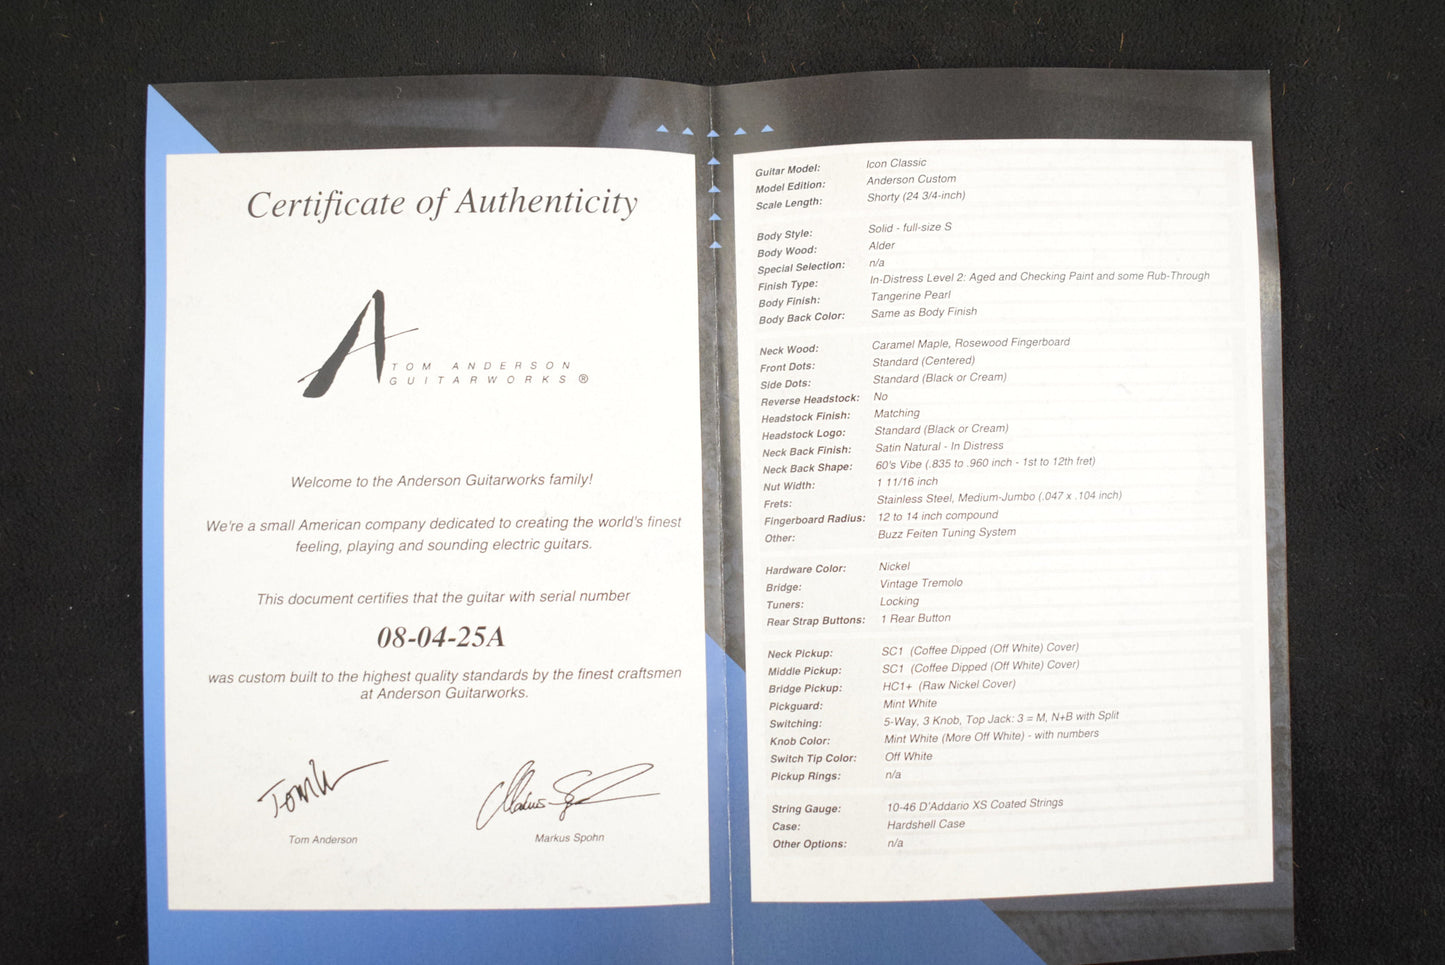 Certificate of Authenticity
A
TOM ANDERSON
GUITARWORKS®
Welcome to the Anderson Guitarworks family!
We're a small American company dedicated to creating the world's finest
feeling, playing and sounding electric guitars.
This document certifies that the guitar with serial number
08-04-25A
was custom built to the highest quality standards by the finest craftsmen
at Anderson Guitarworks.
Tom Anderson
Markus Spohn
Guitar Model: Icon Classic
Model Edition: Anderson Custom
Scale Length: Shorty (24 3/4-inch)
Body Style: Solid - full-size S
Body Wood: Alder
Special Selection: n/a
Finish Type: In-Distress Level 2: Aged and Checking Paint and some Rub-Through
Body Finish: Tangerine Pearl
Body Back Color: Same as Body Finish
Neck Wood: Caramel Maple, Rosewood Fingerboard
Front Dots: Standard (Centered)
Side Dots: Standard (Black or Cream)
Reverse Headstock: No
Headstock Finish: Matching
Headstock Logo: Standard (Black or Cream)
Neck Back Finish: Satin Natural - In Distress
Neck Back Shape: 60's Vibe (.835 to .960 inch - 1st to 12th fret)
Nut Width: 1 11/16 inch
Frets: Stainless Steel, Medium-Jumbo (.047 x .104 inch)
Fingerboard Radius: 12 to 14 inch compound
Other: Buzz Feiten Tuning System
Hardware Color: Nickel
Bridge: Vintage Tremolo
Tuners: Locking
Rear Strap Buttons: 1 Rear Button
Neck Pickup: SC1 (Coffee Dipped (Off White) Cover)
Middle Pickup: SC1 (Coffee Dipped (Off White) Cover)
Bridge Pickup: HC1+ (Raw Nickel Cover)
Pickguard: Mint White
Switching: 5-Way, 3 Knob, Top Jack: 3 = M, N+B with Split
Knob Color: Mint White (More Off White) - with numbers
Switch Tip Color: Off White
Pickup Rings: n/a
String Gauge: 10-46 D'Addario XS Coated Strings
Case: Hardshell Case
Other Options: n/a